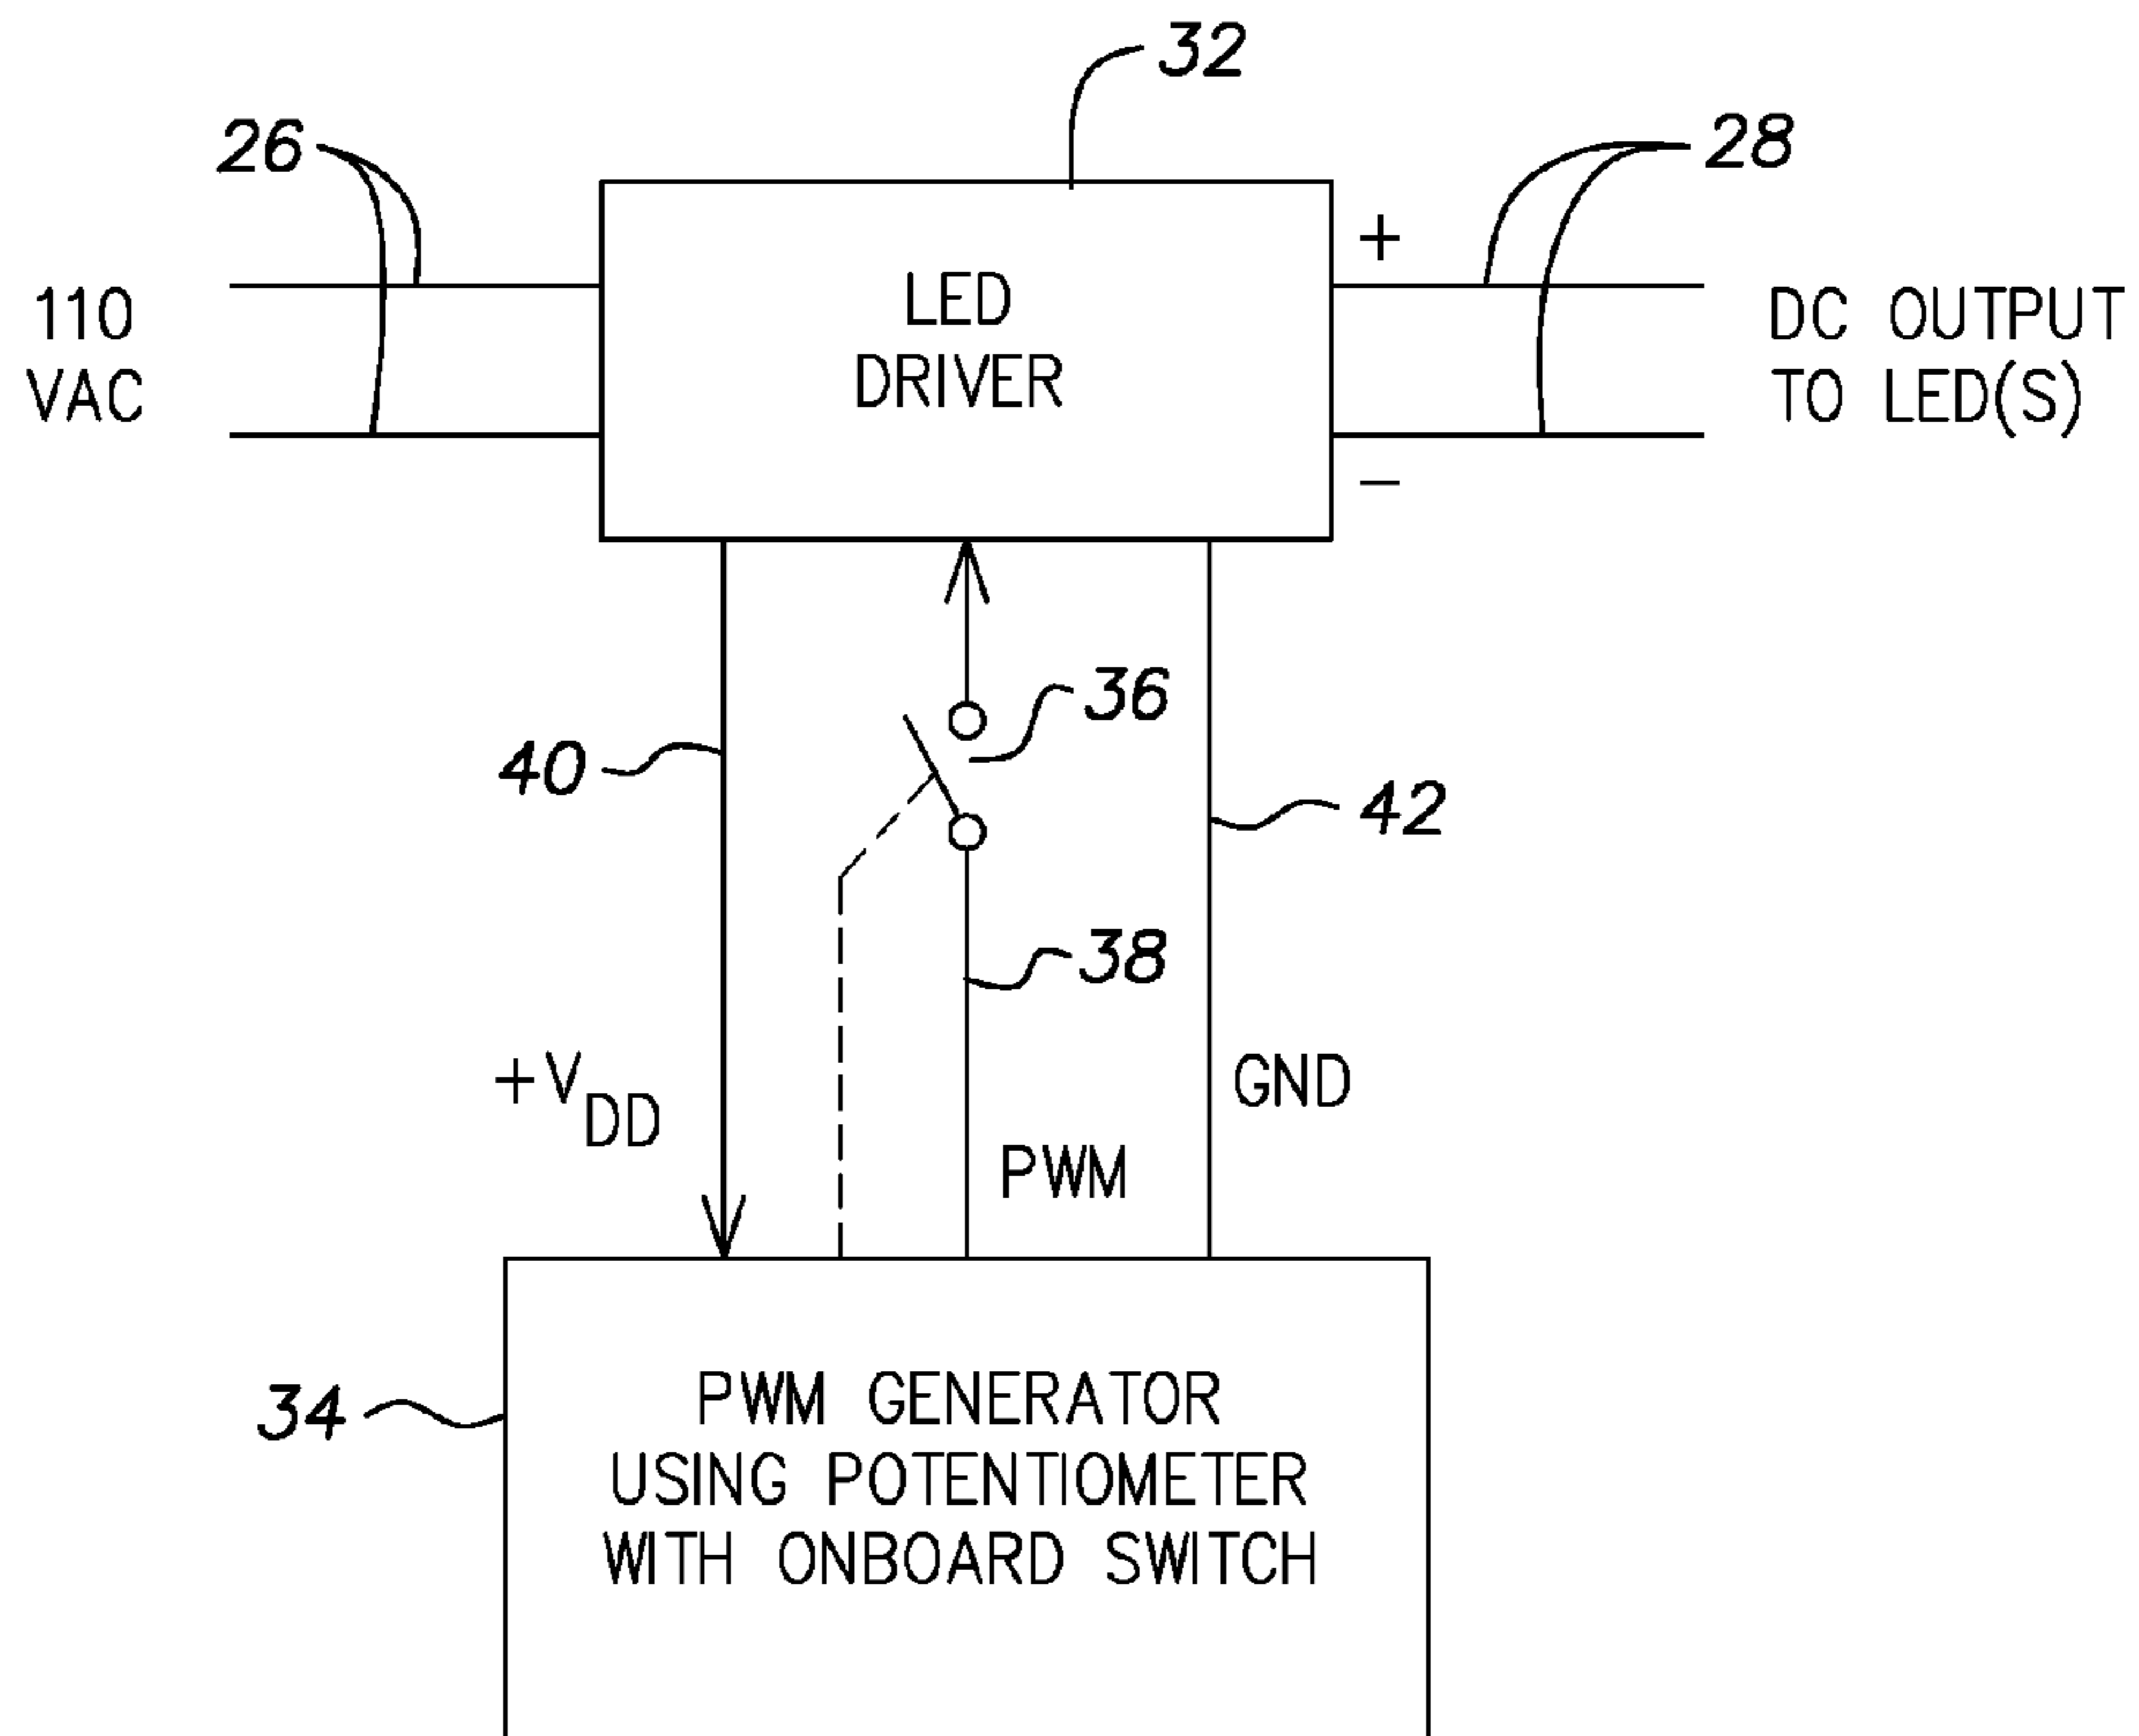 32
26
28
110
VAC
LED
DRIVER
+
DC OUTPUT
TO LED(S)
−
36
40
42
38
+VDD
GND
PWM
34
PWM GENERATOR
USING POTENTIOMETER
WITH ONBOARD SWITCH